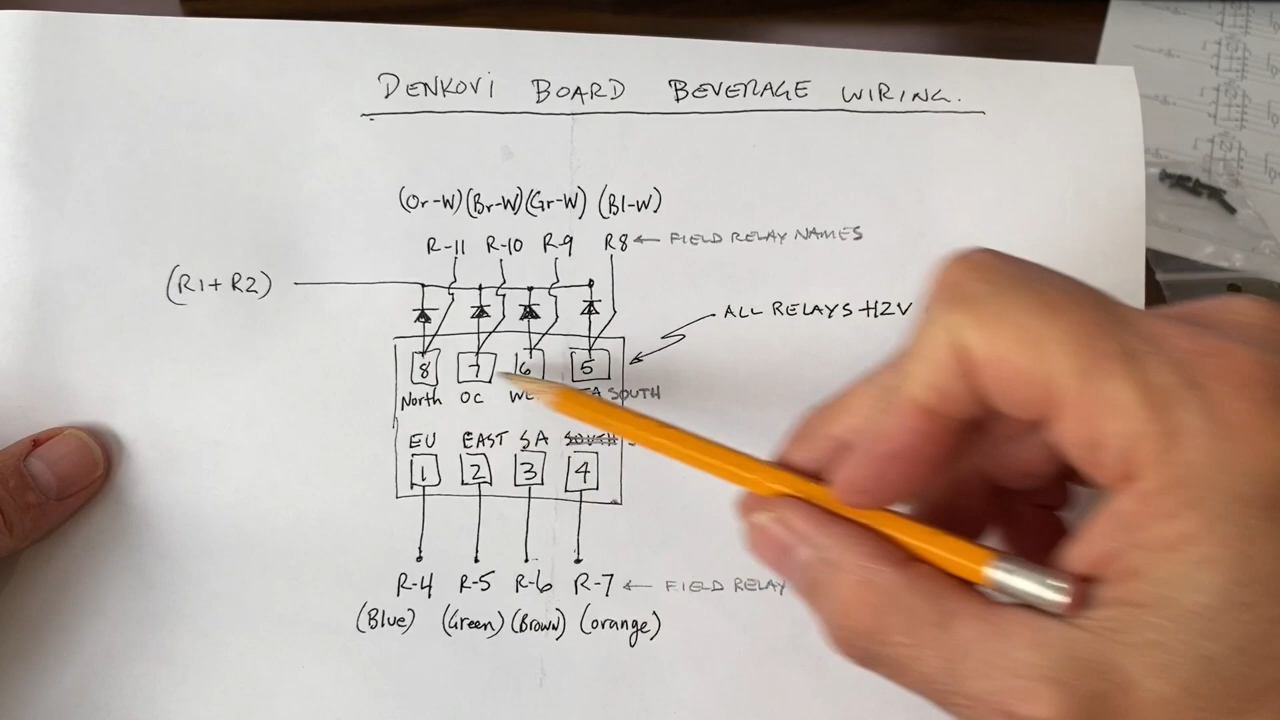 DENKOVI BOARD BEVERAGE WIRING.
(Or-W) (Br-W) (Gr-W) (Bl-W)
R-11 R-10 R-9 R8 ← FIELD RELAY NAMES
(R1+R2)
ALL RELAYS +12V
8 7 6 5
North OC SOUTH
EU EAST SA
1 2 3 4
R-4 R-5 R-6 R-7 ← FIELD RELAY
(Blue) (Green) (Brown) (orange)